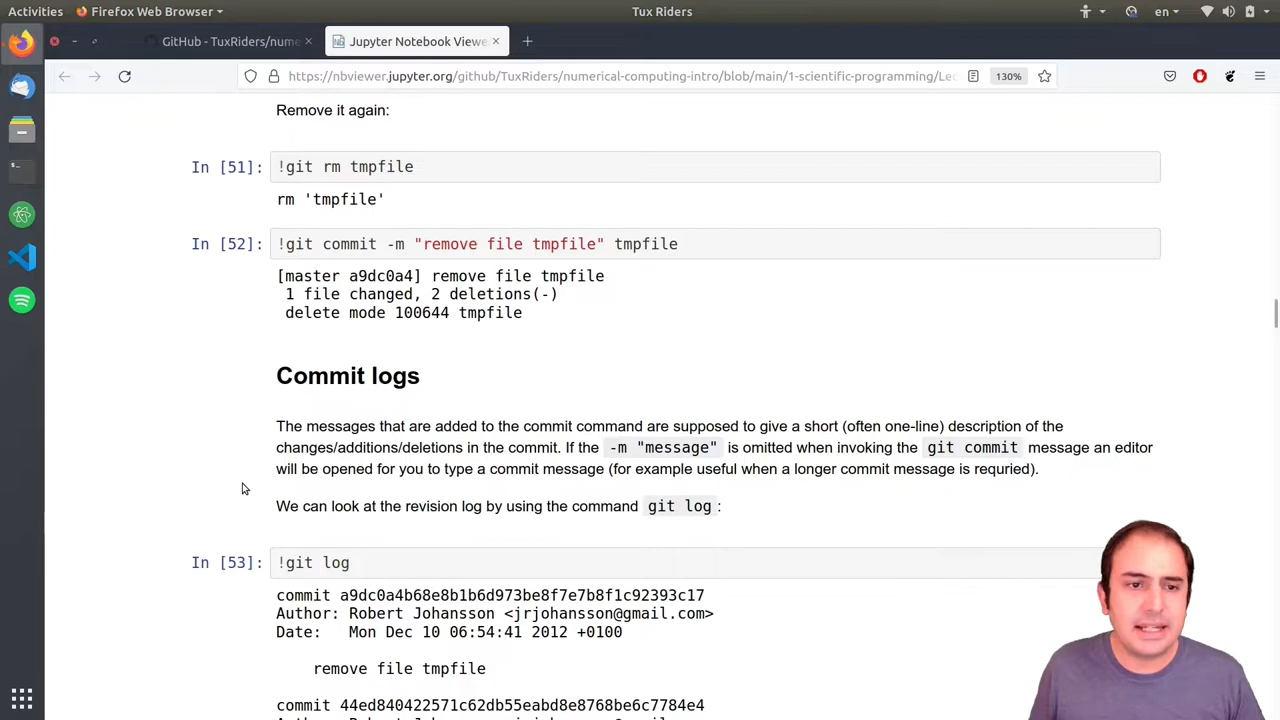 Activities
Firefox Web Browser
Tux Riders
en
GitHub - TuxRiders/nume
Jupyter Notebook Viewe
https://nbviewer.jupyter.org/github/TuxRiders/numerical-computing-intro/blob/main/1-scientific-programming/Lec
130%
Remove it again:
In [51]: !git rm tmpfile
rm 'tmpfile'
In [52]: !git commit -m "remove file tmpfile" tmpfile
[master a9dc0a4] remove file tmpfile
1 file changed, 2 deletions(-)
delete mode 100644 tmpfile
Commit logs
The messages that are added to the commit command are supposed to give a short (often one-line) description of the
changes/additions/deletions in the commit. If the -m "message" is omitted when invoking the git commit message an editor
will be opened for you to type a commit message (for example useful when a longer commit message is requried).
We can look at the revision log by using the command git log :
In [53]: !git log
commit a9dc0a4b68e8b1b6d973be8f7e7b8f1c92393c17
Author: Robert Johansson <jrjohansson@gmail.com>
Date: Mon Dec 10 06:54:41 2012 +0100
remove file tmpfile
commit 44ed840422571c62db55eabd8e8768be6c7784e4